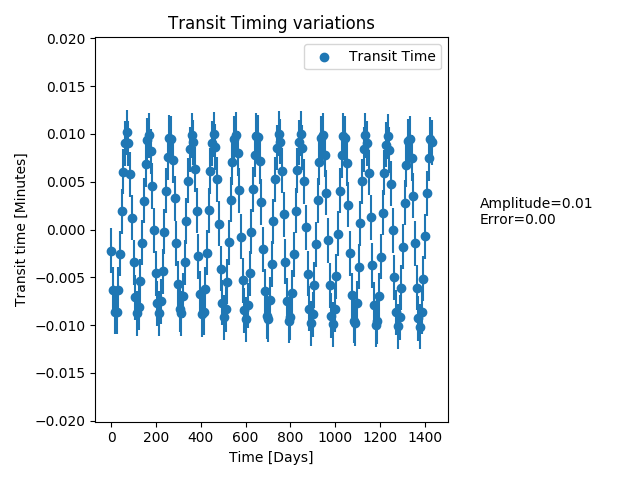 Transit Timing variations
Transit Time
0.020
0.015
0.010
0.005
0.000
−0.005
−0.010
−0.015
−0.020
Transit time [Minutes]
Amplitude=0.01
Error=0.00
0 200 400 600 800 1000 1200 1400
Time [Days]